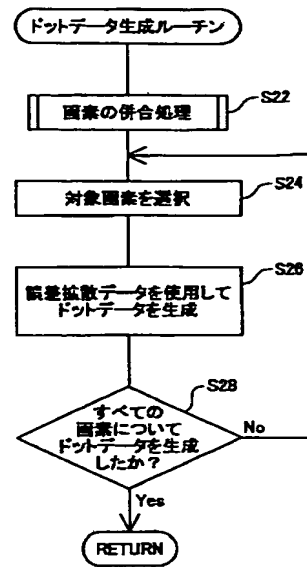 ドットデータ生成ルーチン
画素の併合処理
S22
対象画素を選択
S24
誤差拡散データを使用して
ドットデータを生成
S26
すべての
画素について
ドットデータを生成
したか?
S28
No
Yes
RETURN